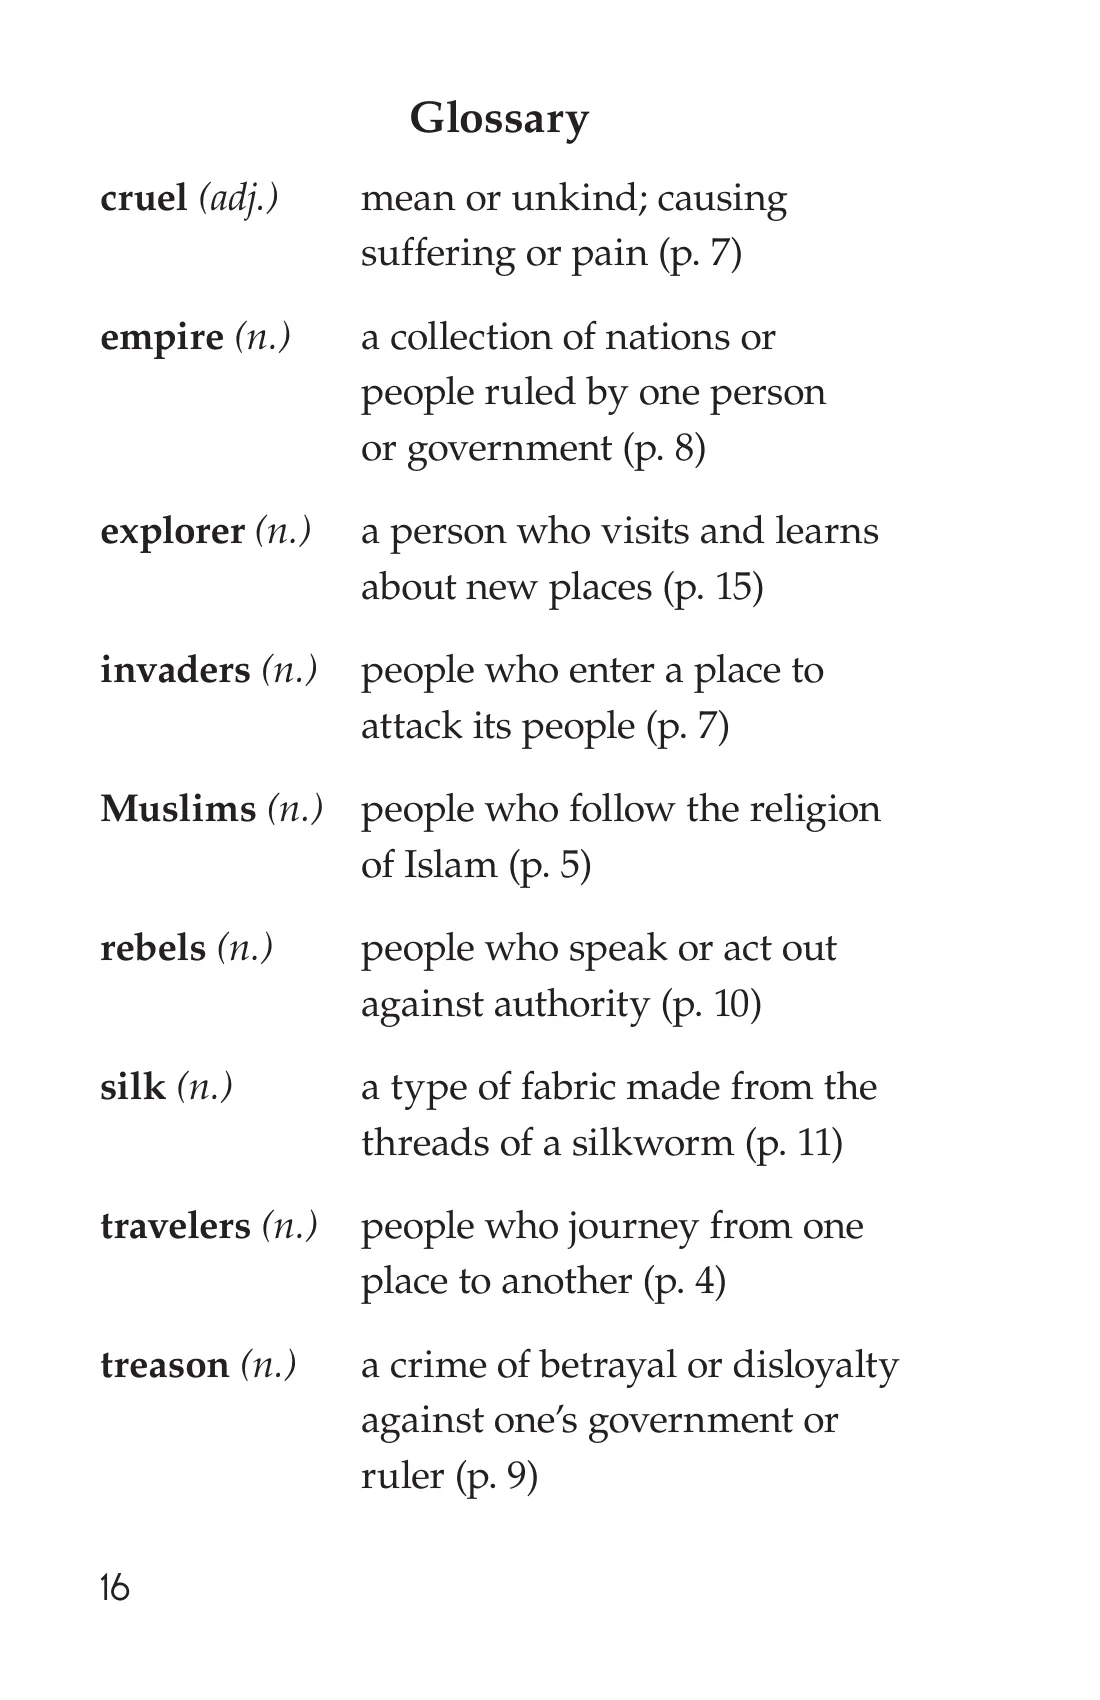 Glossary
cruel (adj.) mean or unkind; causing
suffering or pain (p. 7)
empire (n.) a collection of nations or
people ruled by one person
or government (p. 8)
explorer (n.) a person who visits and learns
about new places (p. 15)
invaders (n.) people who enter a place to
attack its people (p. 7)
Muslims (n.) people who follow the religion
of Islam (p. 5)
rebels (n.) people who speak or act out
against authority (p. 10)
silk (n.) a type of fabric made from the
threads of a silkworm (p. 11)
travelers (n.) people who journey from one
place to another (p. 4)
treason (n.) a crime of betrayal or disloyalty
against one’s government or
ruler (p. 9)
16